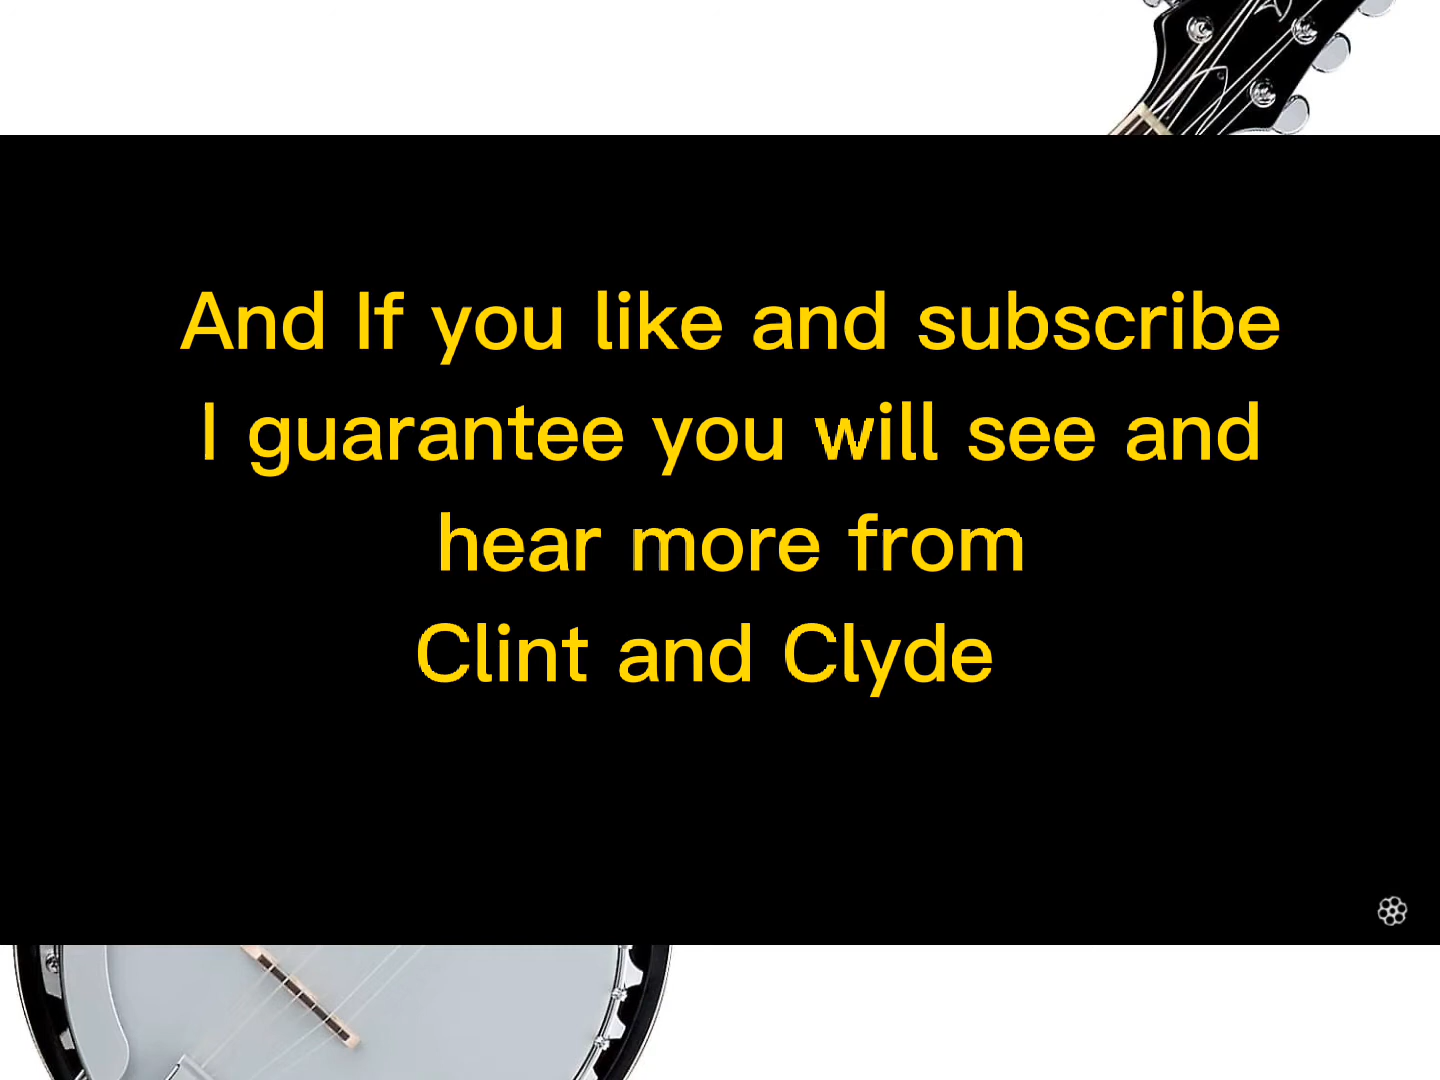 And If you like and subscribe
I guarantee you will see and
hear more from
Clint and Clyde